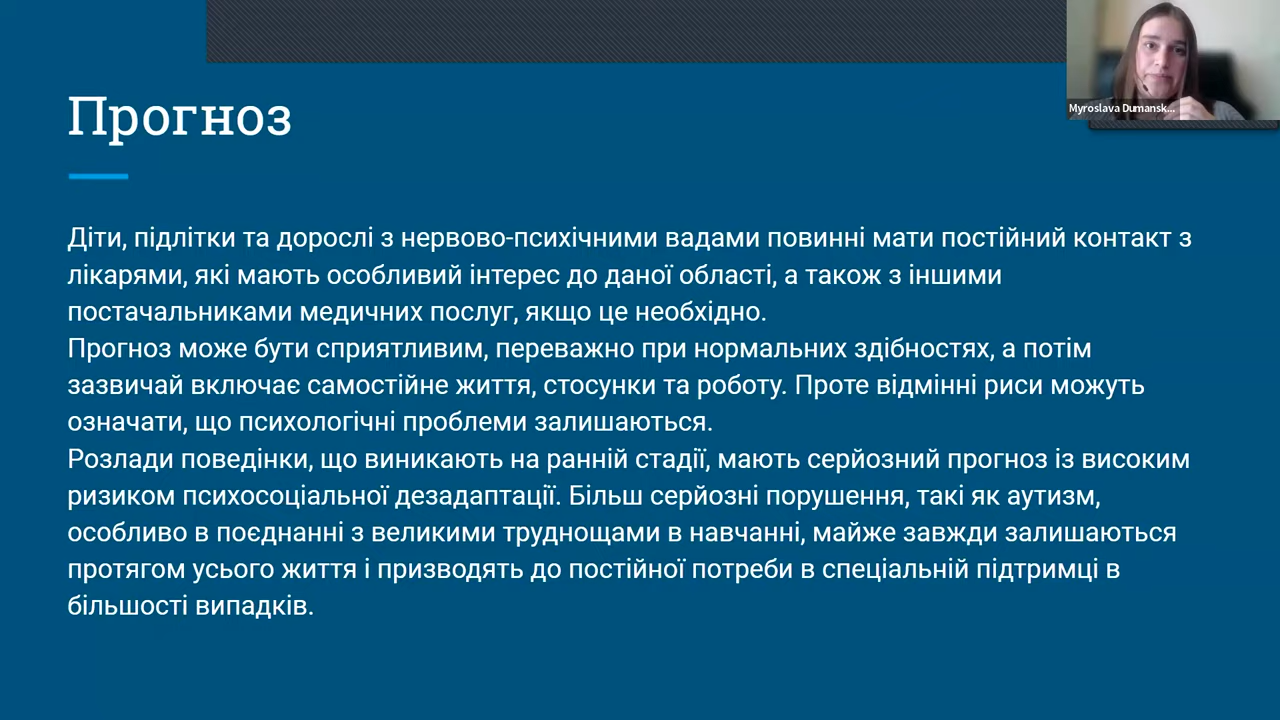 Прогноз
Myroslava Dumansk...
Діти, підлітки та дорослі з нервово-психічними вадами повинні мати постійний контакт з
лікарями, які мають особливий інтерес до даної області, а також з іншими
постачальниками медичних послуг, якщо це необхідно.
Прогноз може бути сприятливим, переважно при нормальних здібностях, а потім
зазвичай включає самостійне життя, стосунки та роботу. Проте відмінні риси можуть
означати, що психологічні проблеми залишаються.
Розлади поведінки, що виникають на ранній стадії, мають серйозний прогноз із високим
ризиком психосоціальної дезадаптації. Більш серйозні порушення, такі як аутизм,
особливо в поєднанні з великими труднощами в навчанні, майже завжди залишаються
протягом усього життя і призводять до постійної потреби в спеціальній підтримці в
більшості випадків.